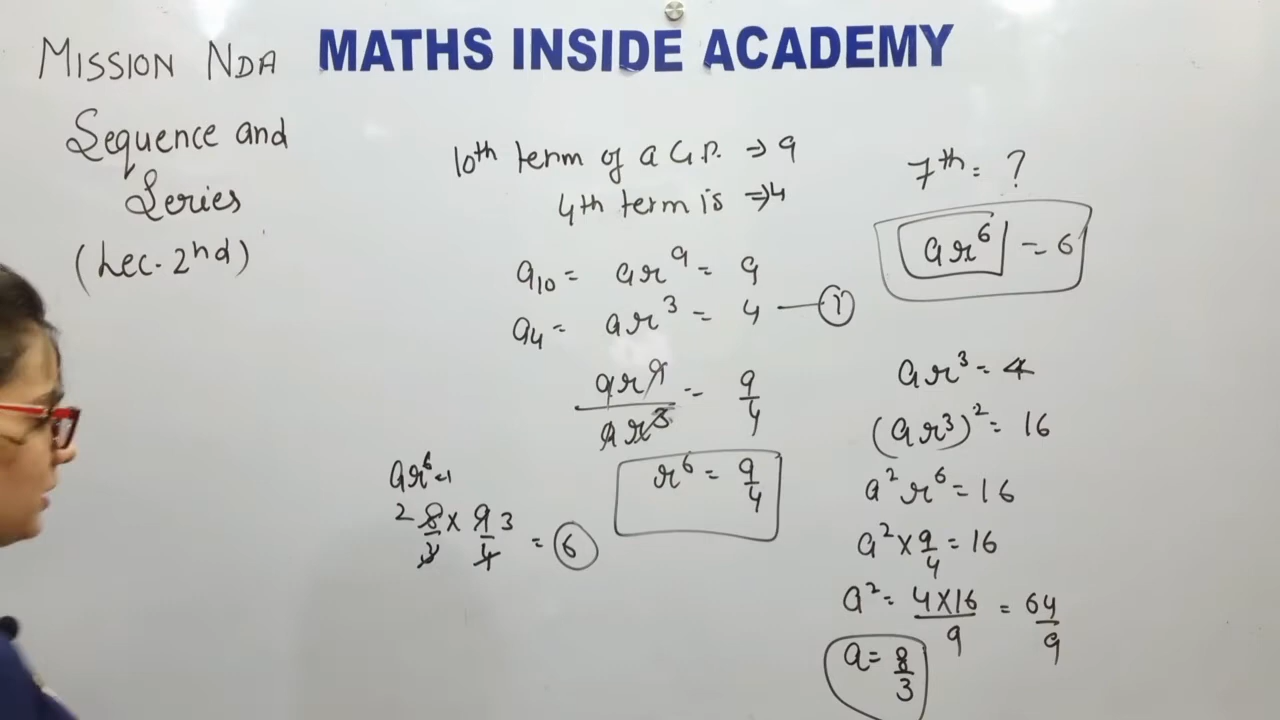 MATHS INSIDE ACADEMY
MISSION NDA
Sequence and
Series
(Lec. 2nd)
10th term of a G.P. ⇒ 9
4th term is ⇒ 4
7th = ?
ar⁶ = 6
a₁₀ = ar⁹ = 9
a₄ = ar³ = 4 — ①
ar⁹/ar³ = 9/4
r⁶ = 9/4
ar³ = 4
(ar³)² = 16
a²r⁶ = 16
a² × 9/4 = 16
a² = 4×16/9 = 64/9
a = 8/3
ar⁶ =
2 8/3 × 9/4 3 = 6